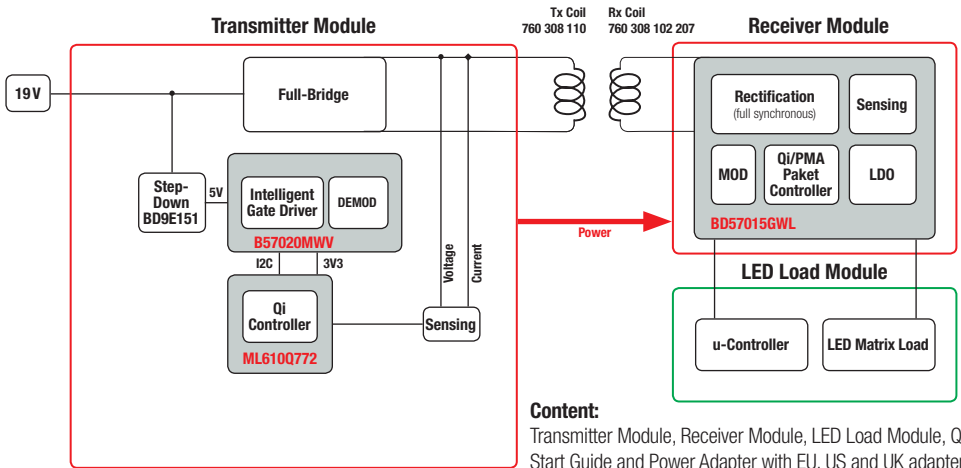 Transmitter Module
Tx Coil
760 308 110
Rx Coil
760 308 102 207
Receiver Module
19V
Full-Bridge
Rectification
(full synchronous)
Sensing
MOD
Qi/PMA
Paket
Controller
LDO
BD57015GWL
Step-
Down
BD9E151
5V
Intelligent
Gate Driver
DEMOD
B57020MWV
I2C
3V3
Voltage
Current
Power
Qi
Controller
ML610Q772
Sensing
LED Load Module
u-Controller
LED Matrix Load
Content:
Transmitter Module, Receiver Module, LED Load Module, Q
Start Guide and Power Adapter with EU, US and UK adapter